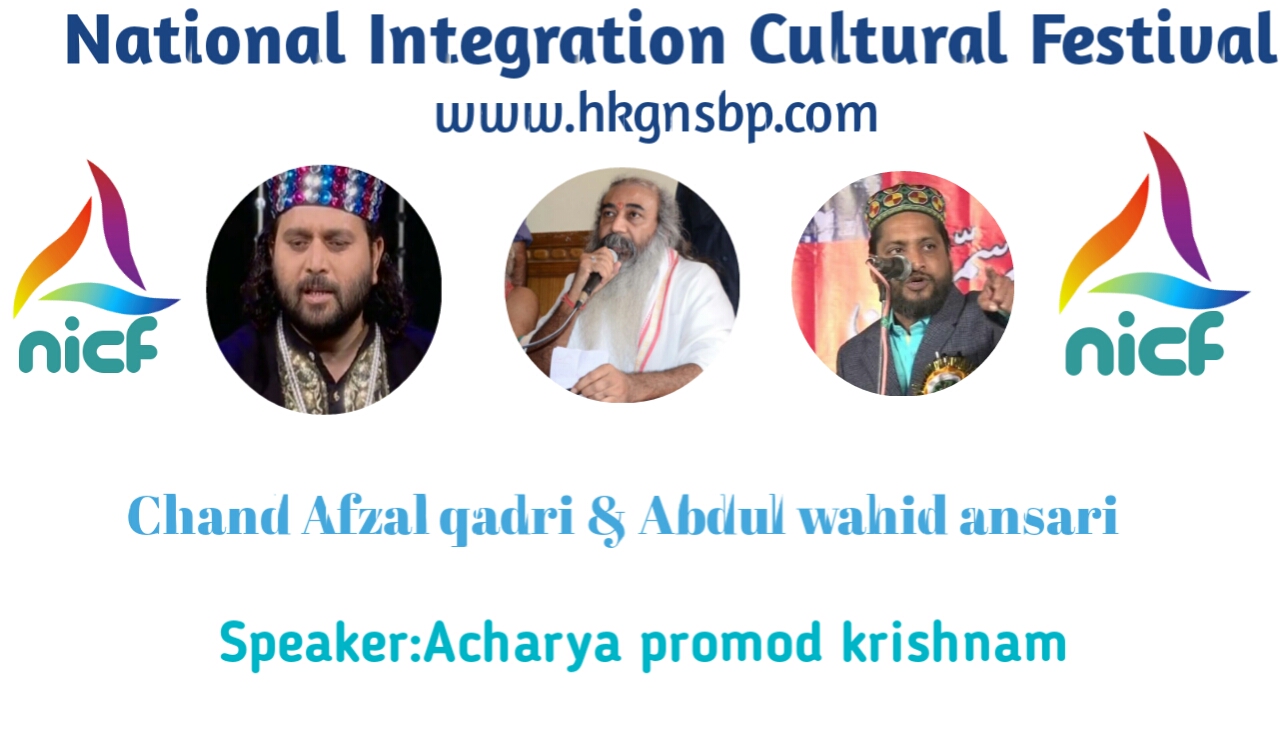 National Integration Cultural Festival
www.hkgnsbp.com
nicf
nicf
Chand Afzal qadri & Abdul wahid ansari
Speaker:Acharya promod krishnam